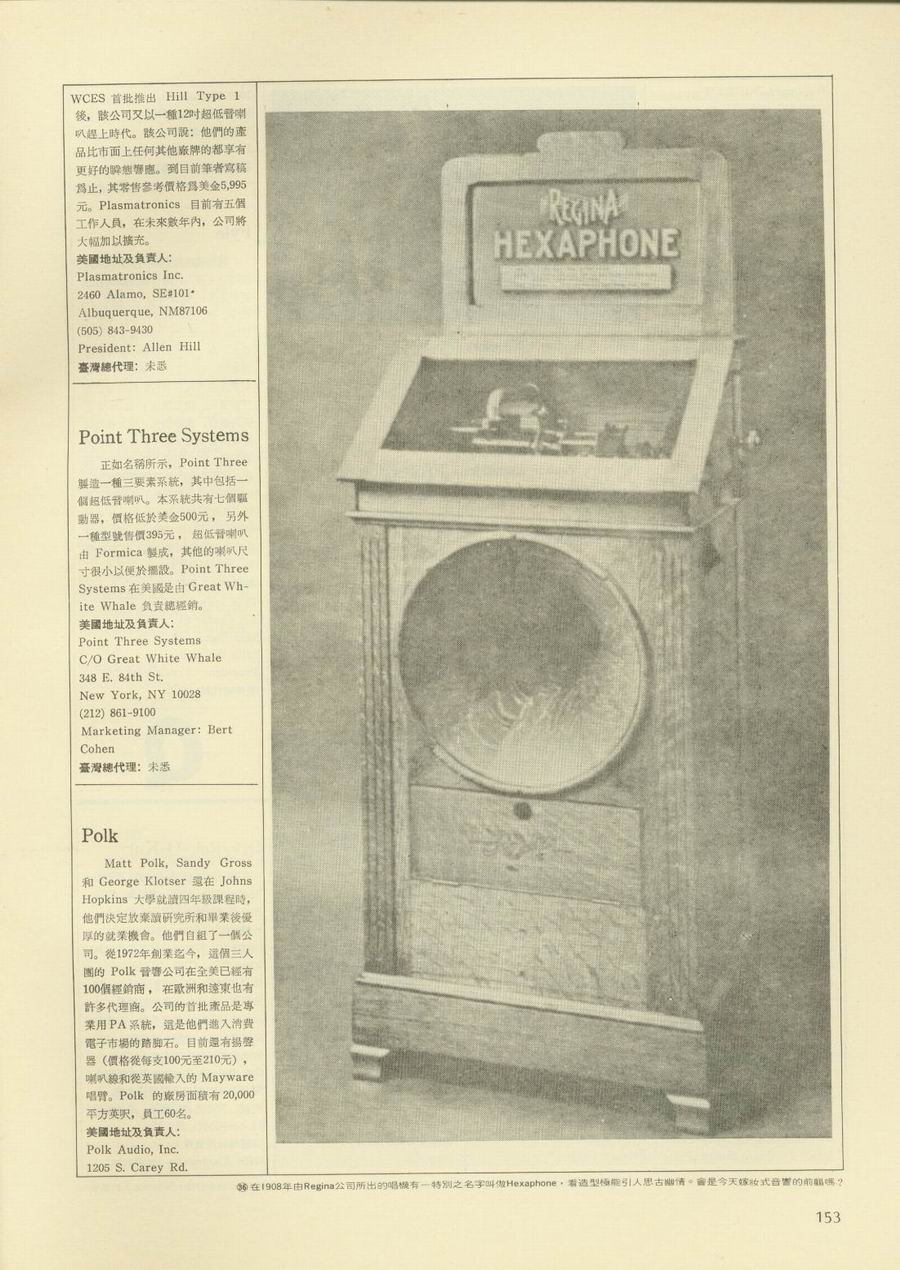 WCES 首批推出 Hill Type 1
後，該公司又以一種12吋超低音喇
叭趕上時代。該公司說：他們的產
品比市面上任何其他廠牌的都享有
更好的瞬態響應。到目前筆者寫稿
爲止，其零售參考價格爲美金5,995
元。Plasmatronics 目前有五個
工作人員，在未來數年內，公司將
大幅加以擴充。
美國地址及負責人：
Plasmatronics Inc.
2460 Alamo, SE#101
Albuquerque, NM87106
(505) 843-9430
President: Allen Hill
臺灣總代理：未悉
Point Three Systems
正如名稱所示，Point Three
製造一種三要素系統，其中包括一
個超低音喇叭。本系統共有七個驅
動器，價格低於美金500元，另外
一種型號售價395元，超低音喇叭
由 Formica 製成，其他的喇叭尺
寸很小以便於擺設。Point Three
Systems 在美國是由 Great Wh-
ite Whale 負責總經銷。
美國地址及負責人：
Point Three Systems
C/O Great White Whale
348 E. 84th St.
New York, NY 10028
(212) 861-9100
Marketing Manager: Bert
Cohen
臺灣總代理：未悉
Polk
Matt Polk, Sandy Gross
和 George Klotser 還在 Johns
Hopkins 大學就讀四年級課程時，
他們決定放棄讀研究所和畢業後優
厚的就業機會。他們自組了一個公
司。從1972年創業迄今，這個三人
團的 Polk 音響公司在全美已經有
100個經銷商，在歐洲和遠東也有
許多代理商。公司的首批產品是專
業用 PA 系統，這是他們進入消費
電子市場的踏脚石。目前還有揚聲
器（價格從每支100元至210元），
喇叭線和從英國輸入的 Mayware
唱臂。Polk 的廠房面積有 20,000
平方英呎，員工60名。
美國地址及負責人：
Polk Audio, Inc.
1205 S. Carey Rd.
REGINA
HEXAPHONE
㊱在1908年由Regina公司所出的唱機有一特別之名字叫做Hexaphone，看造型極能引人思古幽情。會是今天嫁妝式音響的前軀嗎？
153